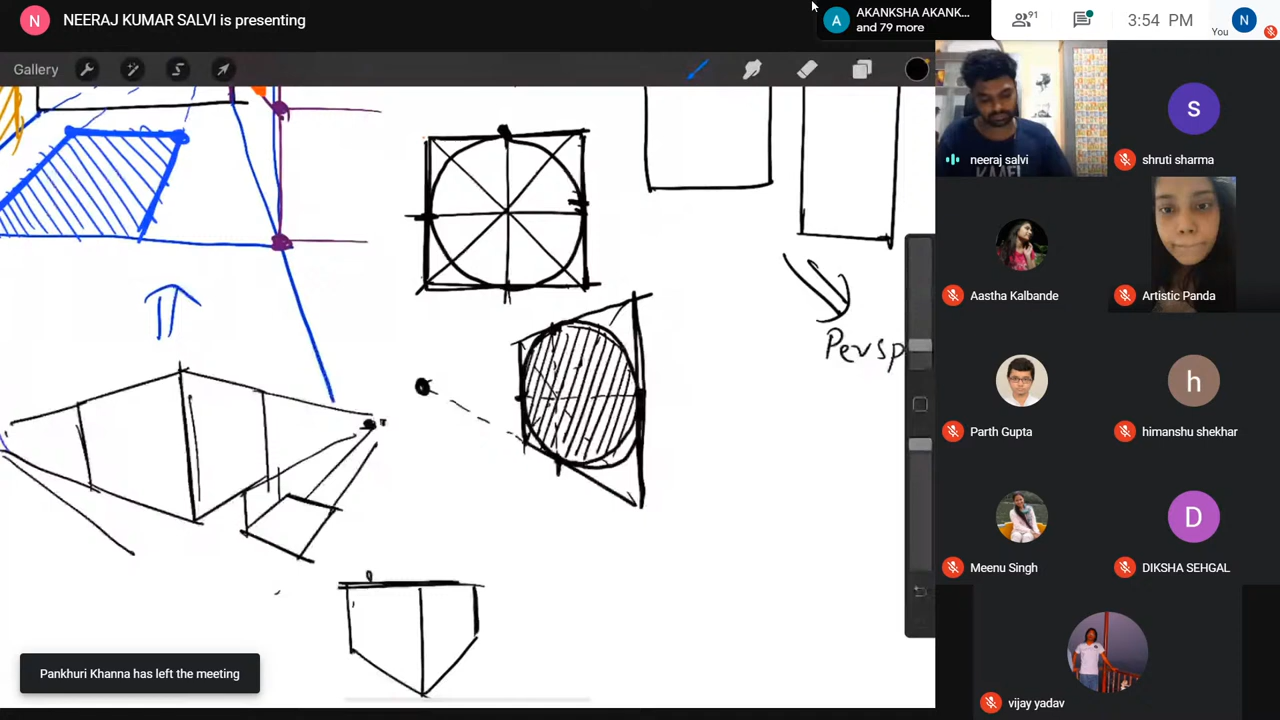 N NEERAJ KUMAR SALVI is presenting
A AKANKSHA AKANK...
and 79 more
91
3:54 PM
You
N
Gallery
Persp
neeraj salvi
S
shruti sharma
Aastha Kalbande
Artistic Panda
Parth Gupta
h
himanshu shekhar
Meenu Singh
D
DIKSHA SEHGAL
vijay yadav
Pankhuri Khanna has left the meeting